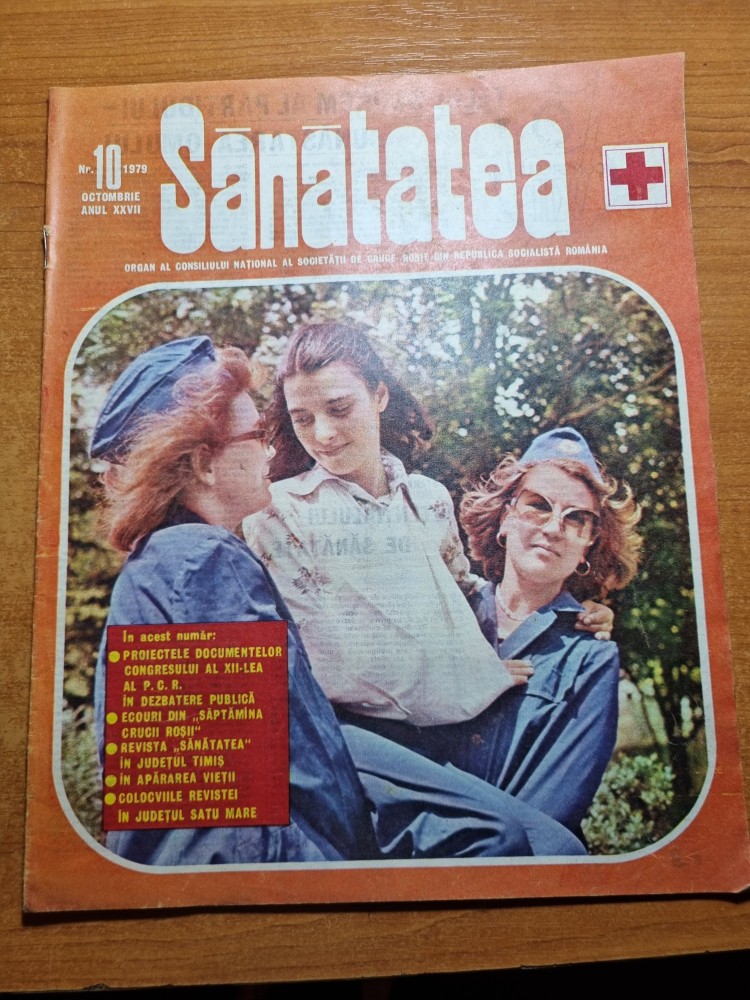 Nr. 10 1979
OCTOMBRIE
ANUL XXVII
Sănătatea
ORGAN AL CONSILIULUI NAȚIONAL AL SOCIETĂȚII DE CRUCE ROȘIE DIN REPUBLICA SOCIALISTĂ ROMÂNIA
În acest număr:
● PROIECTELE DOCUMENTELOR
CONGRESULUI AL XII-LEA
AL P. C. R.
ÎN DEZBATERE PUBLICĂ
● ECOURI DIN „SĂPTĂMÎNA
CRUCII ROȘII“
● REVISTA „SĂNĂTATEA“
ÎN JUDEȚUL TIMIȘ
● ÎN APĂRAREA VIEȚII
● COLOCVIILE REVISTEI
ÎN JUDEȚUL SATU MARE